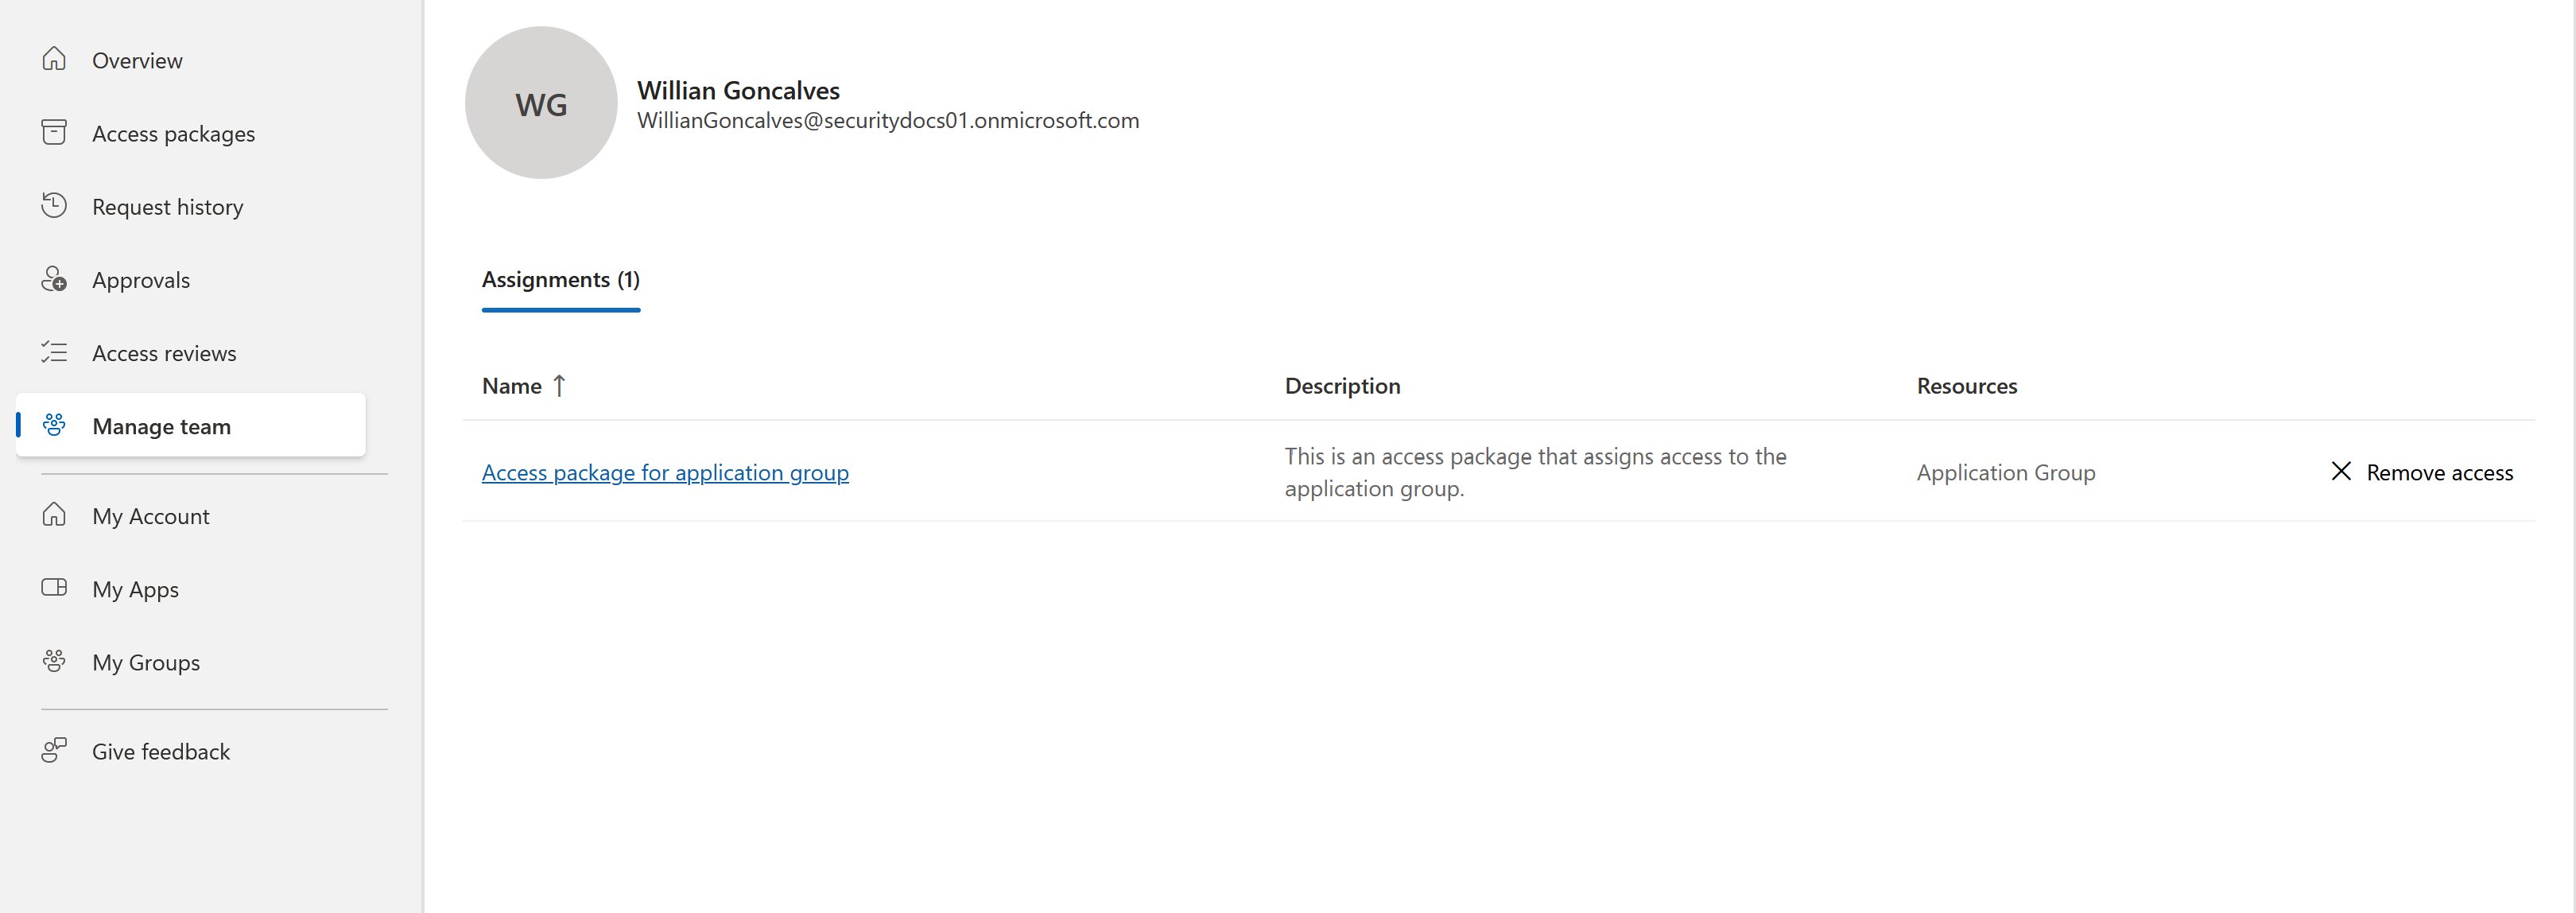 Overview
Access packages
Request history
Approvals
Access reviews
Manage team
My Account
My Apps
My Groups
Give feedback
WG
Willian Goncalves
WillianGoncalves@securitydocs01.onmicrosoft.com
Assignments (1)
Name ↑ Description Resources
Access package for application group
This is an access package that assigns access to the
application group.
Application Group
Remove access